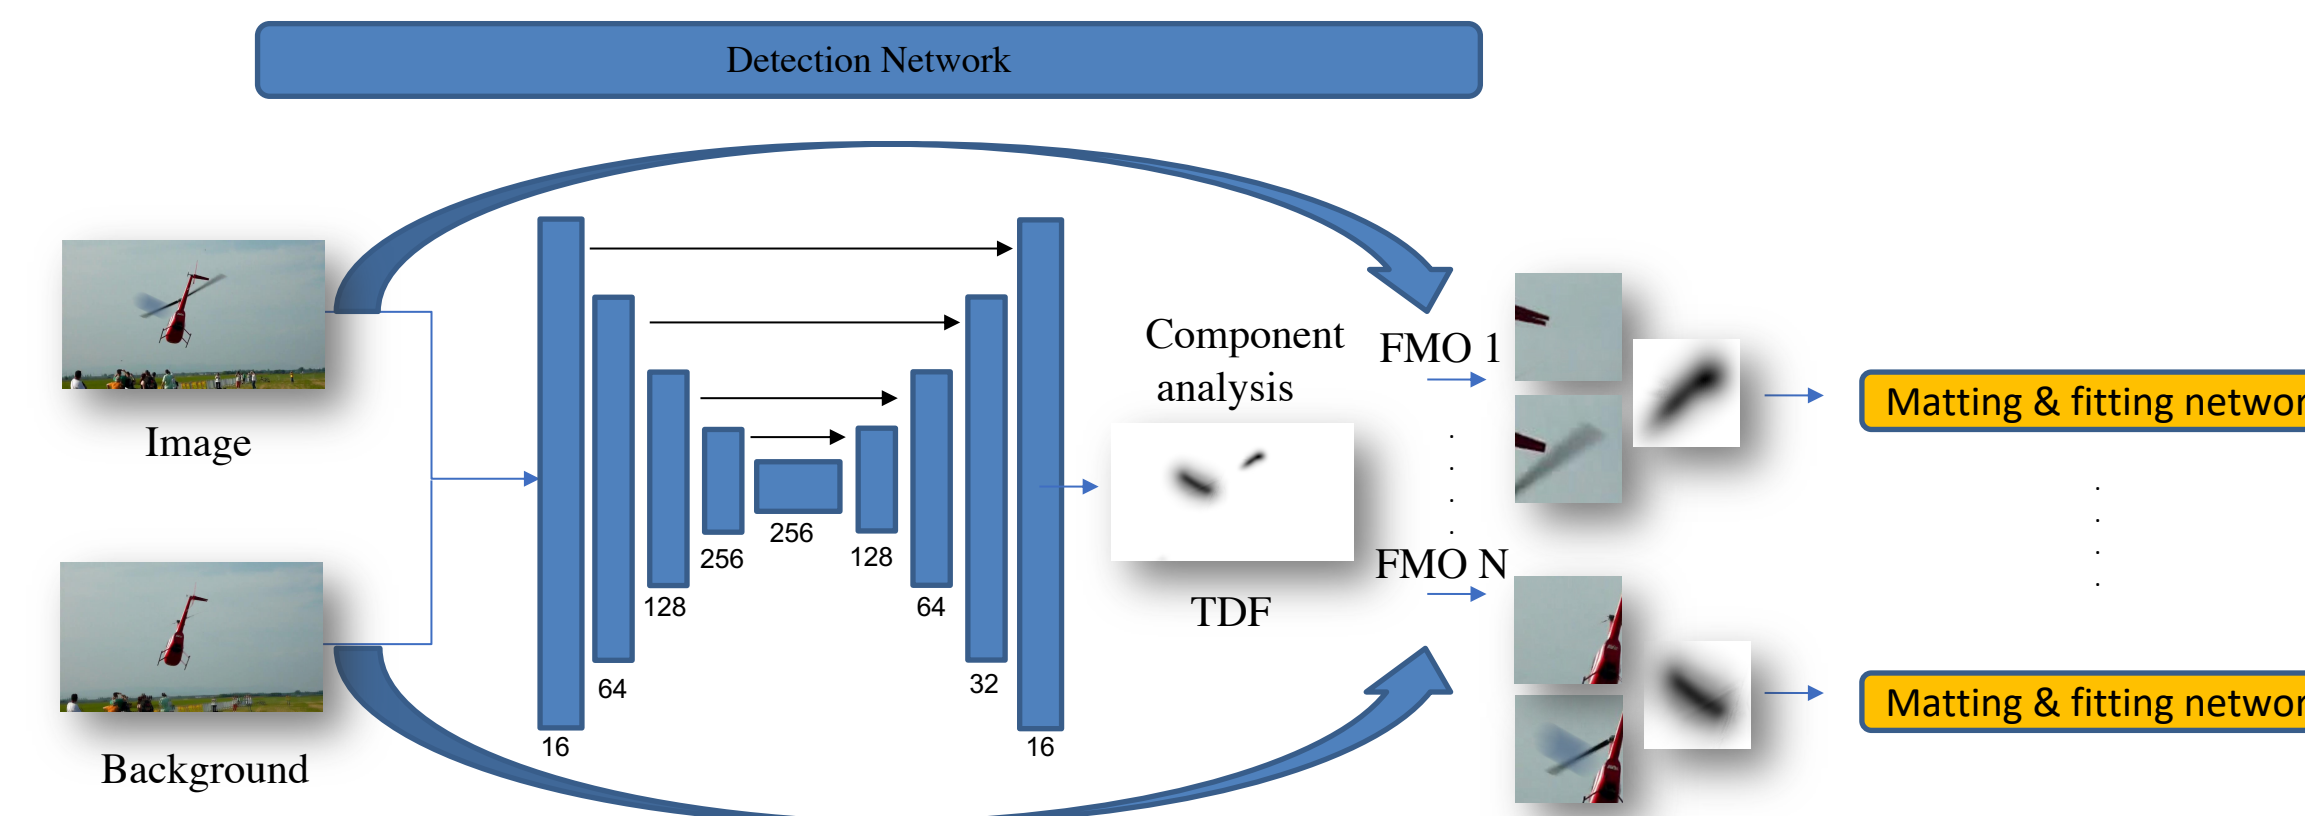 Detection Network
Image
Background
16
64
128
256
256
128
64
32
16
Component
analysis
TDF
FMO 1
FMO N
Matting & fitting networ
Matting & fitting networ